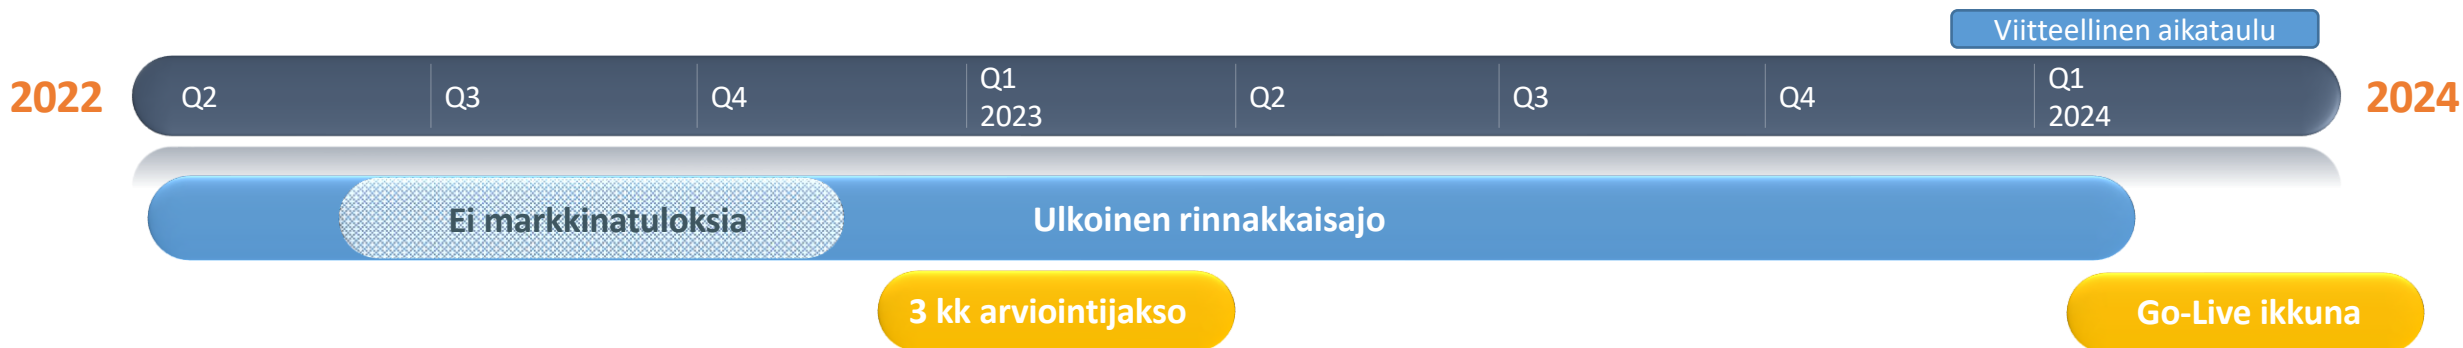 Viitteellinen aikataulu
2022
Q2
Q3
Q4
Q1
2023
Q2
Q3
Q4
Q1
2024
2024
Ei markkinatuloksia
Ulkoinen rinnakkaisajo
3 kk arviointijakso
Go-Live ikkuna